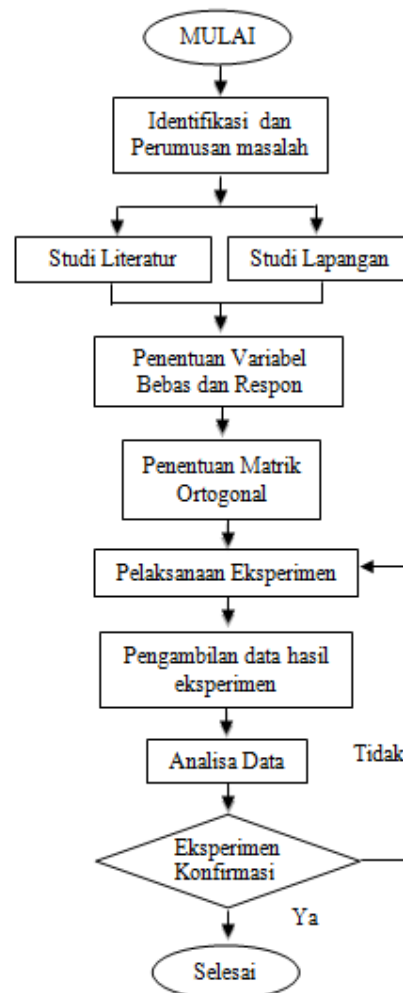 MULAI
Identifikasi dan
Perumusan masalah
Studi Literatur
Studi Lapangan
Penentuan Variabel
Bebas dan Respon
Penentuan Matrik
Ortogonal
Pelaksanaan Eksperimen
Pengambilan data hasil
eksperimen
Analisa Data
Tidak
Eksperimen
Konfirmasi
Ya
Selesai